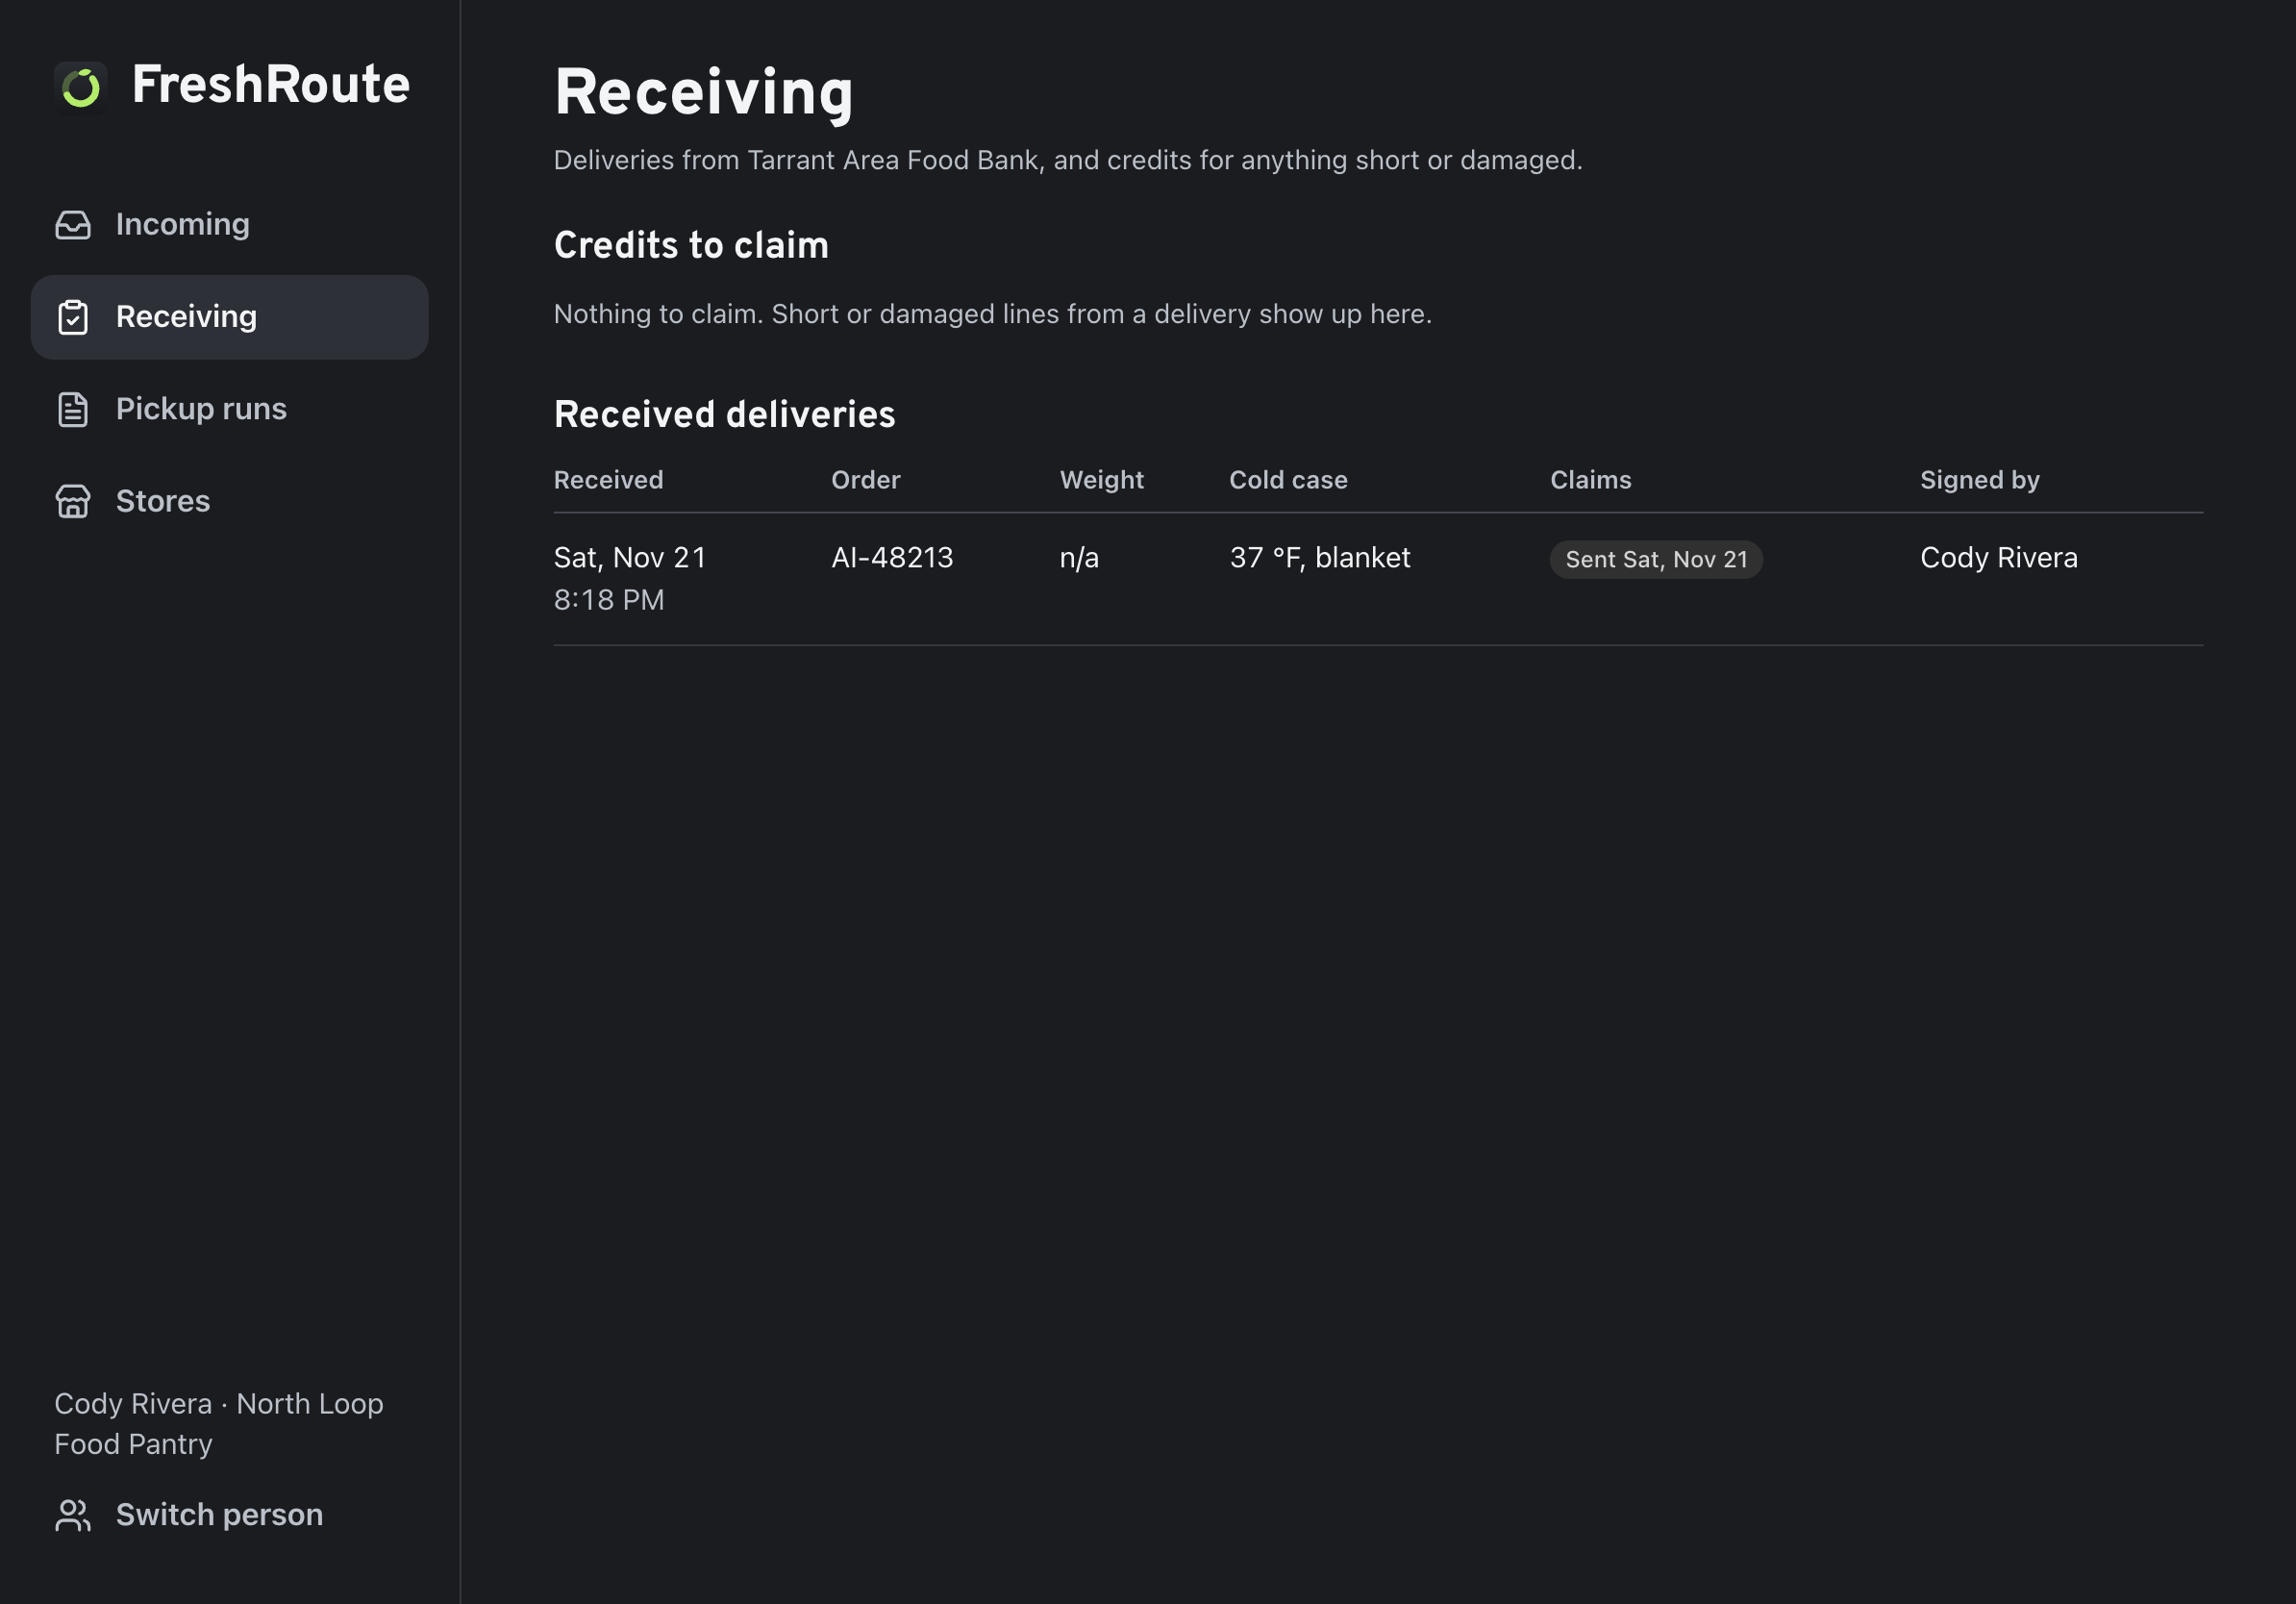 FreshRoute
Incoming
Receiving
Pickup runs
Stores
Cody Rivera · North Loop
Food Pantry
Switch person
Receiving
Deliveries from Tarrant Area Food Bank, and credits for anything short or damaged.
Credits to claim
Nothing to claim. Short or damaged lines from a delivery show up here.
Received deliveries
Received Order Weight Cold case Claims Signed by
Sat, Nov 21 AI-48213 n/a 37 °F, blanket Sent Sat, Nov 21 Cody Rivera
8:18 PM